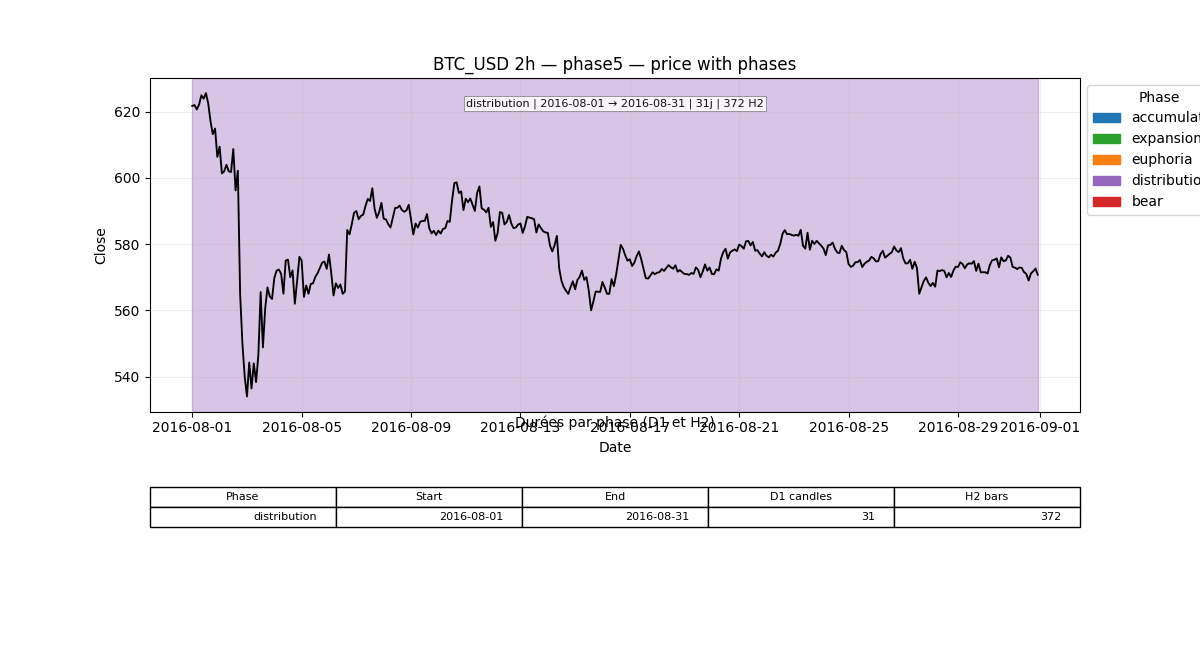 BTC_USD 2h — phase5 — price with phases
distribution | 2016-08-01 → 2016-08-31 | 31j | 372 H2
Phase
accumulat
expansion
euphoria
distributio
bear
Close
620
600
580
560
540
2016-08-01 2016-08-05 2016-08-09 2016-08-13 2016-08-17 2016-08-21 2016-08-25 2016-08-29 2016-09-01
Durées par phase (D1 et H2)
Date
Phase Start End D1 candles H2 bars
distribution 2016-08-01 2016-08-31 31 372